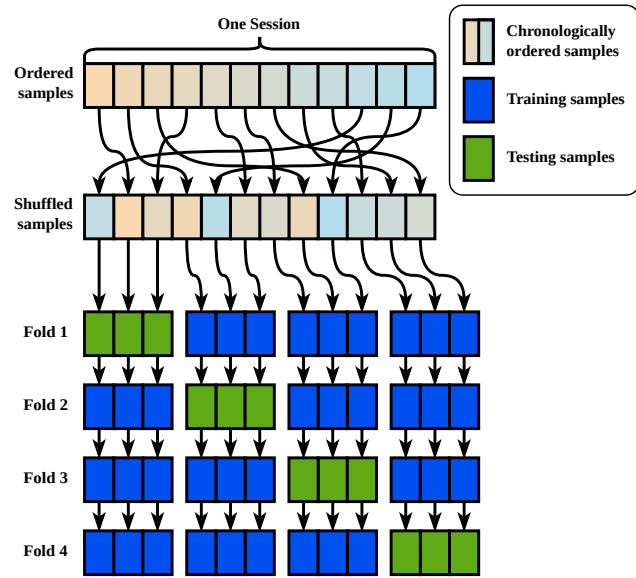 One Session
Ordered
samples
Shuffled
samples
Fold 1
Fold 2
Fold 3
Fold 4
Chronologically
ordered samples
Training samples
Testing samples